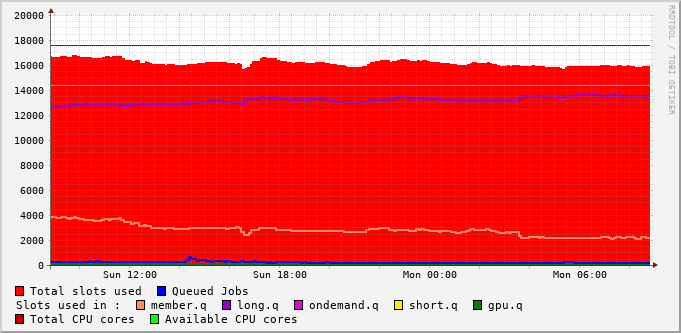 RRDTOOL / TOBI OETIKER
20000
18000
16000
14000
12000
10000
8000
6000
4000
2000
0
Sun 12:00 Sun 18:00 Mon 00:00 Mon 06:00
Total slots used Queued Jobs
Slots used in : member.q long.q ondemand.q short.q gpu.q
Total CPU cores Available CPU cores